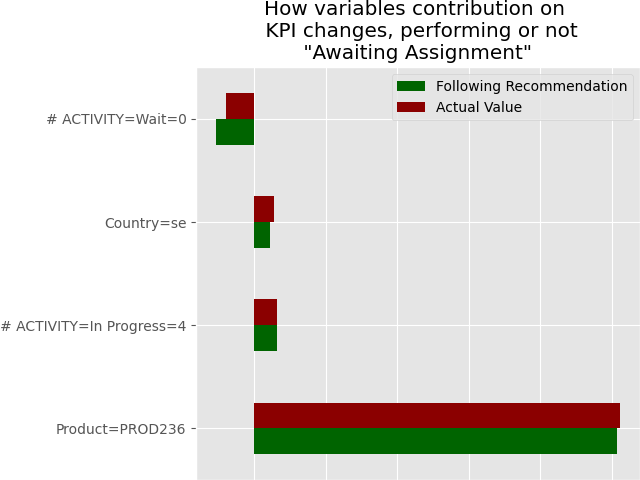 How variables contribution on
KPI changes, performing or not
"Awaiting Assignment"
Following Recommendation
Actual Value
# ACTIVITY=Wait=0
Country=se
# ACTIVITY=In Progress=4
Product=PROD236